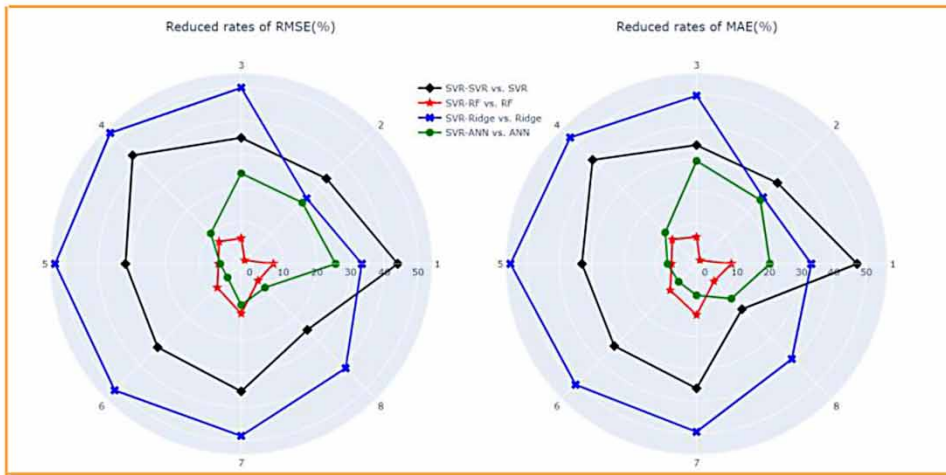 Reduced rates of RMSE(%)
Reduced rates of MAE(%)
3
4
2
5
0 10 20 30 40 50
1
6
8
7
SVR-SVR vs. SVR
SVR-RF vs. RF
SVR-Ridge vs. Ridge
SVR-ANN vs. ANN
3
4
2
5
0 10 20 30 40 50
1
6
8
7